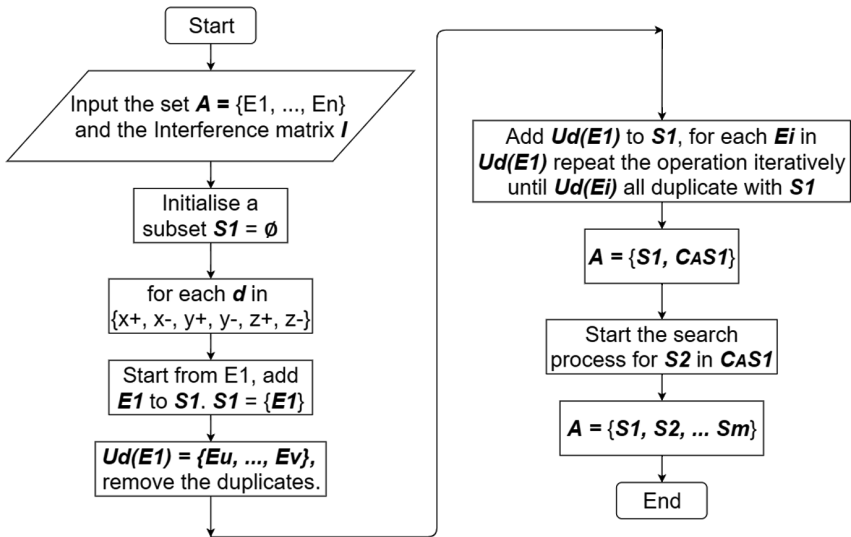 Start
Input the set A = {E1, ..., En}
and the Interference matrix I
Initialise a
subset S1 = ø
for each d in
{x+, x-, y+, y-, z+, z-}
Start from E1, add
E1 to S1. S1 = {E1}
Ud(E1) = {Eu, ..., Ev},
remove the duplicates.
Add Ud(E1) to S1, for each Ei in
Ud(E1) repeat the operation iteratively
until Ud(Ei) all duplicate with S1
A = {S1, CAS1}
Start the search
process for S2 in CAS1
A = {S1, S2, ... Sm}
End